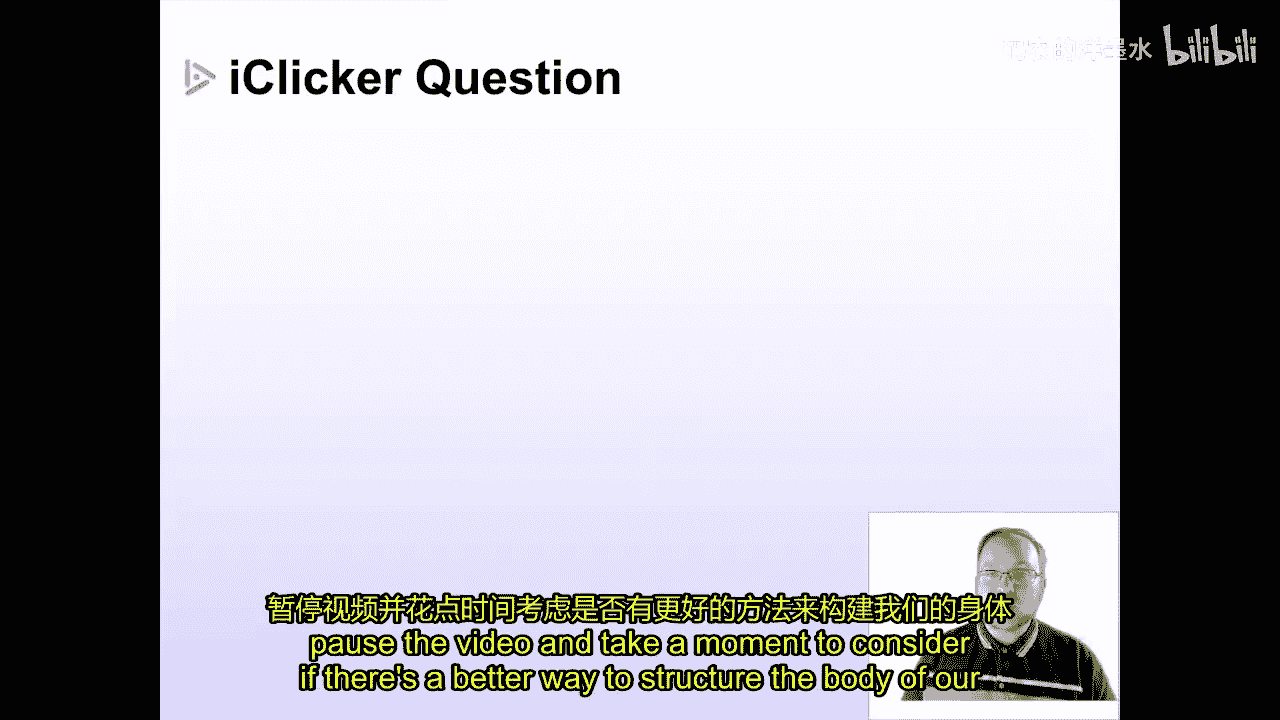 iClicker Question
bilibili
暂停视频并花点时间考虑是否有更好的方法来构建我们的身体
pause the video and take a moment to consider
if there's a better way to structure the body of our